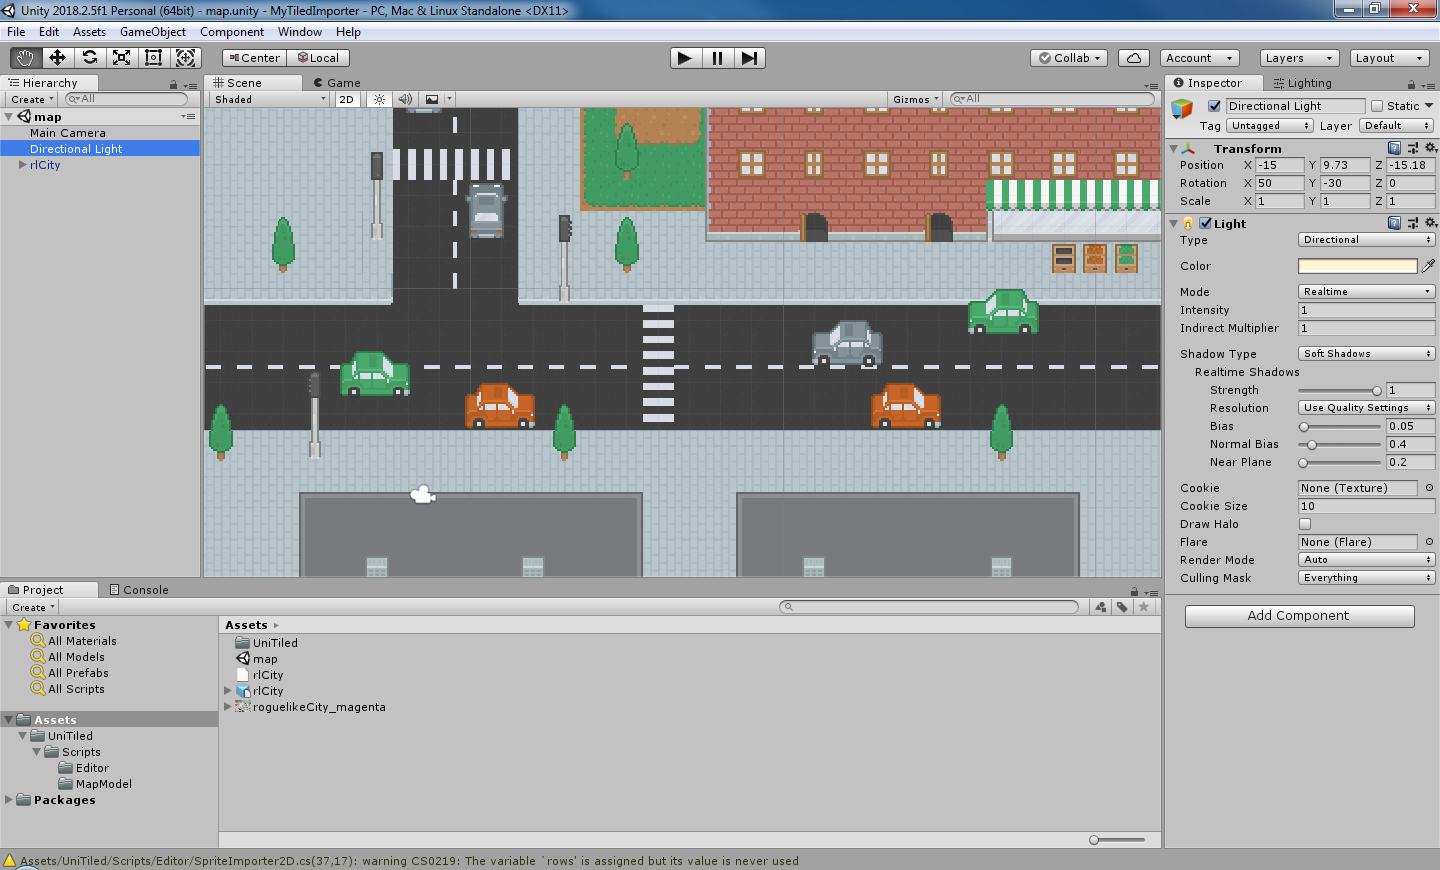 Unity 2018.2.5f1 Personal (64bit) - map.unity - MyTiledImporter - PC, Mac & Linux Standalone <DX11>
File Edit Assets GameObject Component Window Help
Center Local Collab Account Layers Layout
Hierarchy
Create All
map
Main Camera
Directional Light
rlCity
Scene Game
Shaded 2D Gizmos All
Inspector Lighting
Directional Light Static
Tag Untagged Layer Default
Transform
Position X -15 Y 9.73 Z -15.18
Rotation X 50 Y -30 Z 0
Scale X 1 Y 1 Z 1
Light
Type Directional
Color
Mode Realtime
Intensity 1
Indirect Multiplier 1
Shadow Type Soft Shadows
Realtime Shadows
Strength 1
Resolution Use Quality Settings
Bias 0.05
Normal Bias 0.4
Near Plane 0.2
Cookie None (Texture)
Cookie Size 10
Draw Halo
Flare None (Flare)
Render Mode Auto
Culling Mask Everything
Add Component
Project Console
Create
Favorites
All Materials
All Models
All Prefabs
All Scripts
Assets
UniTiled
Scripts
Editor
MapModel
Packages
Assets
UniTiled
map
rlCity
rlCity
roguelikeCity_magenta
Assets/UniTiled/Scripts/Editor/SpriteImporter2D.cs(37,17): warning CS0219: The variable `rows' is assigned but its value is never used